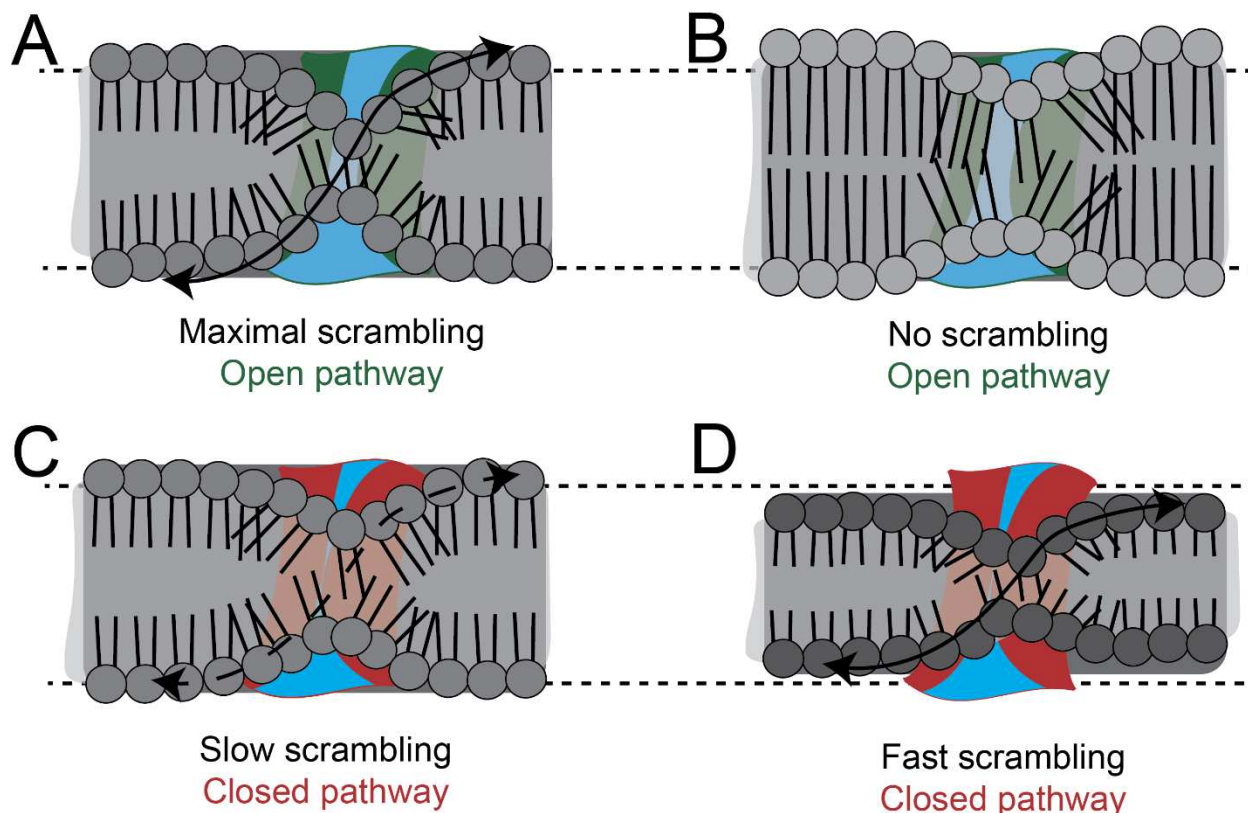 A
B
Maximal scrambling
Open pathway
No scrambling
Open pathway
C
D
Slow scrambling
Closed pathway
Fast scrambling
Closed pathway